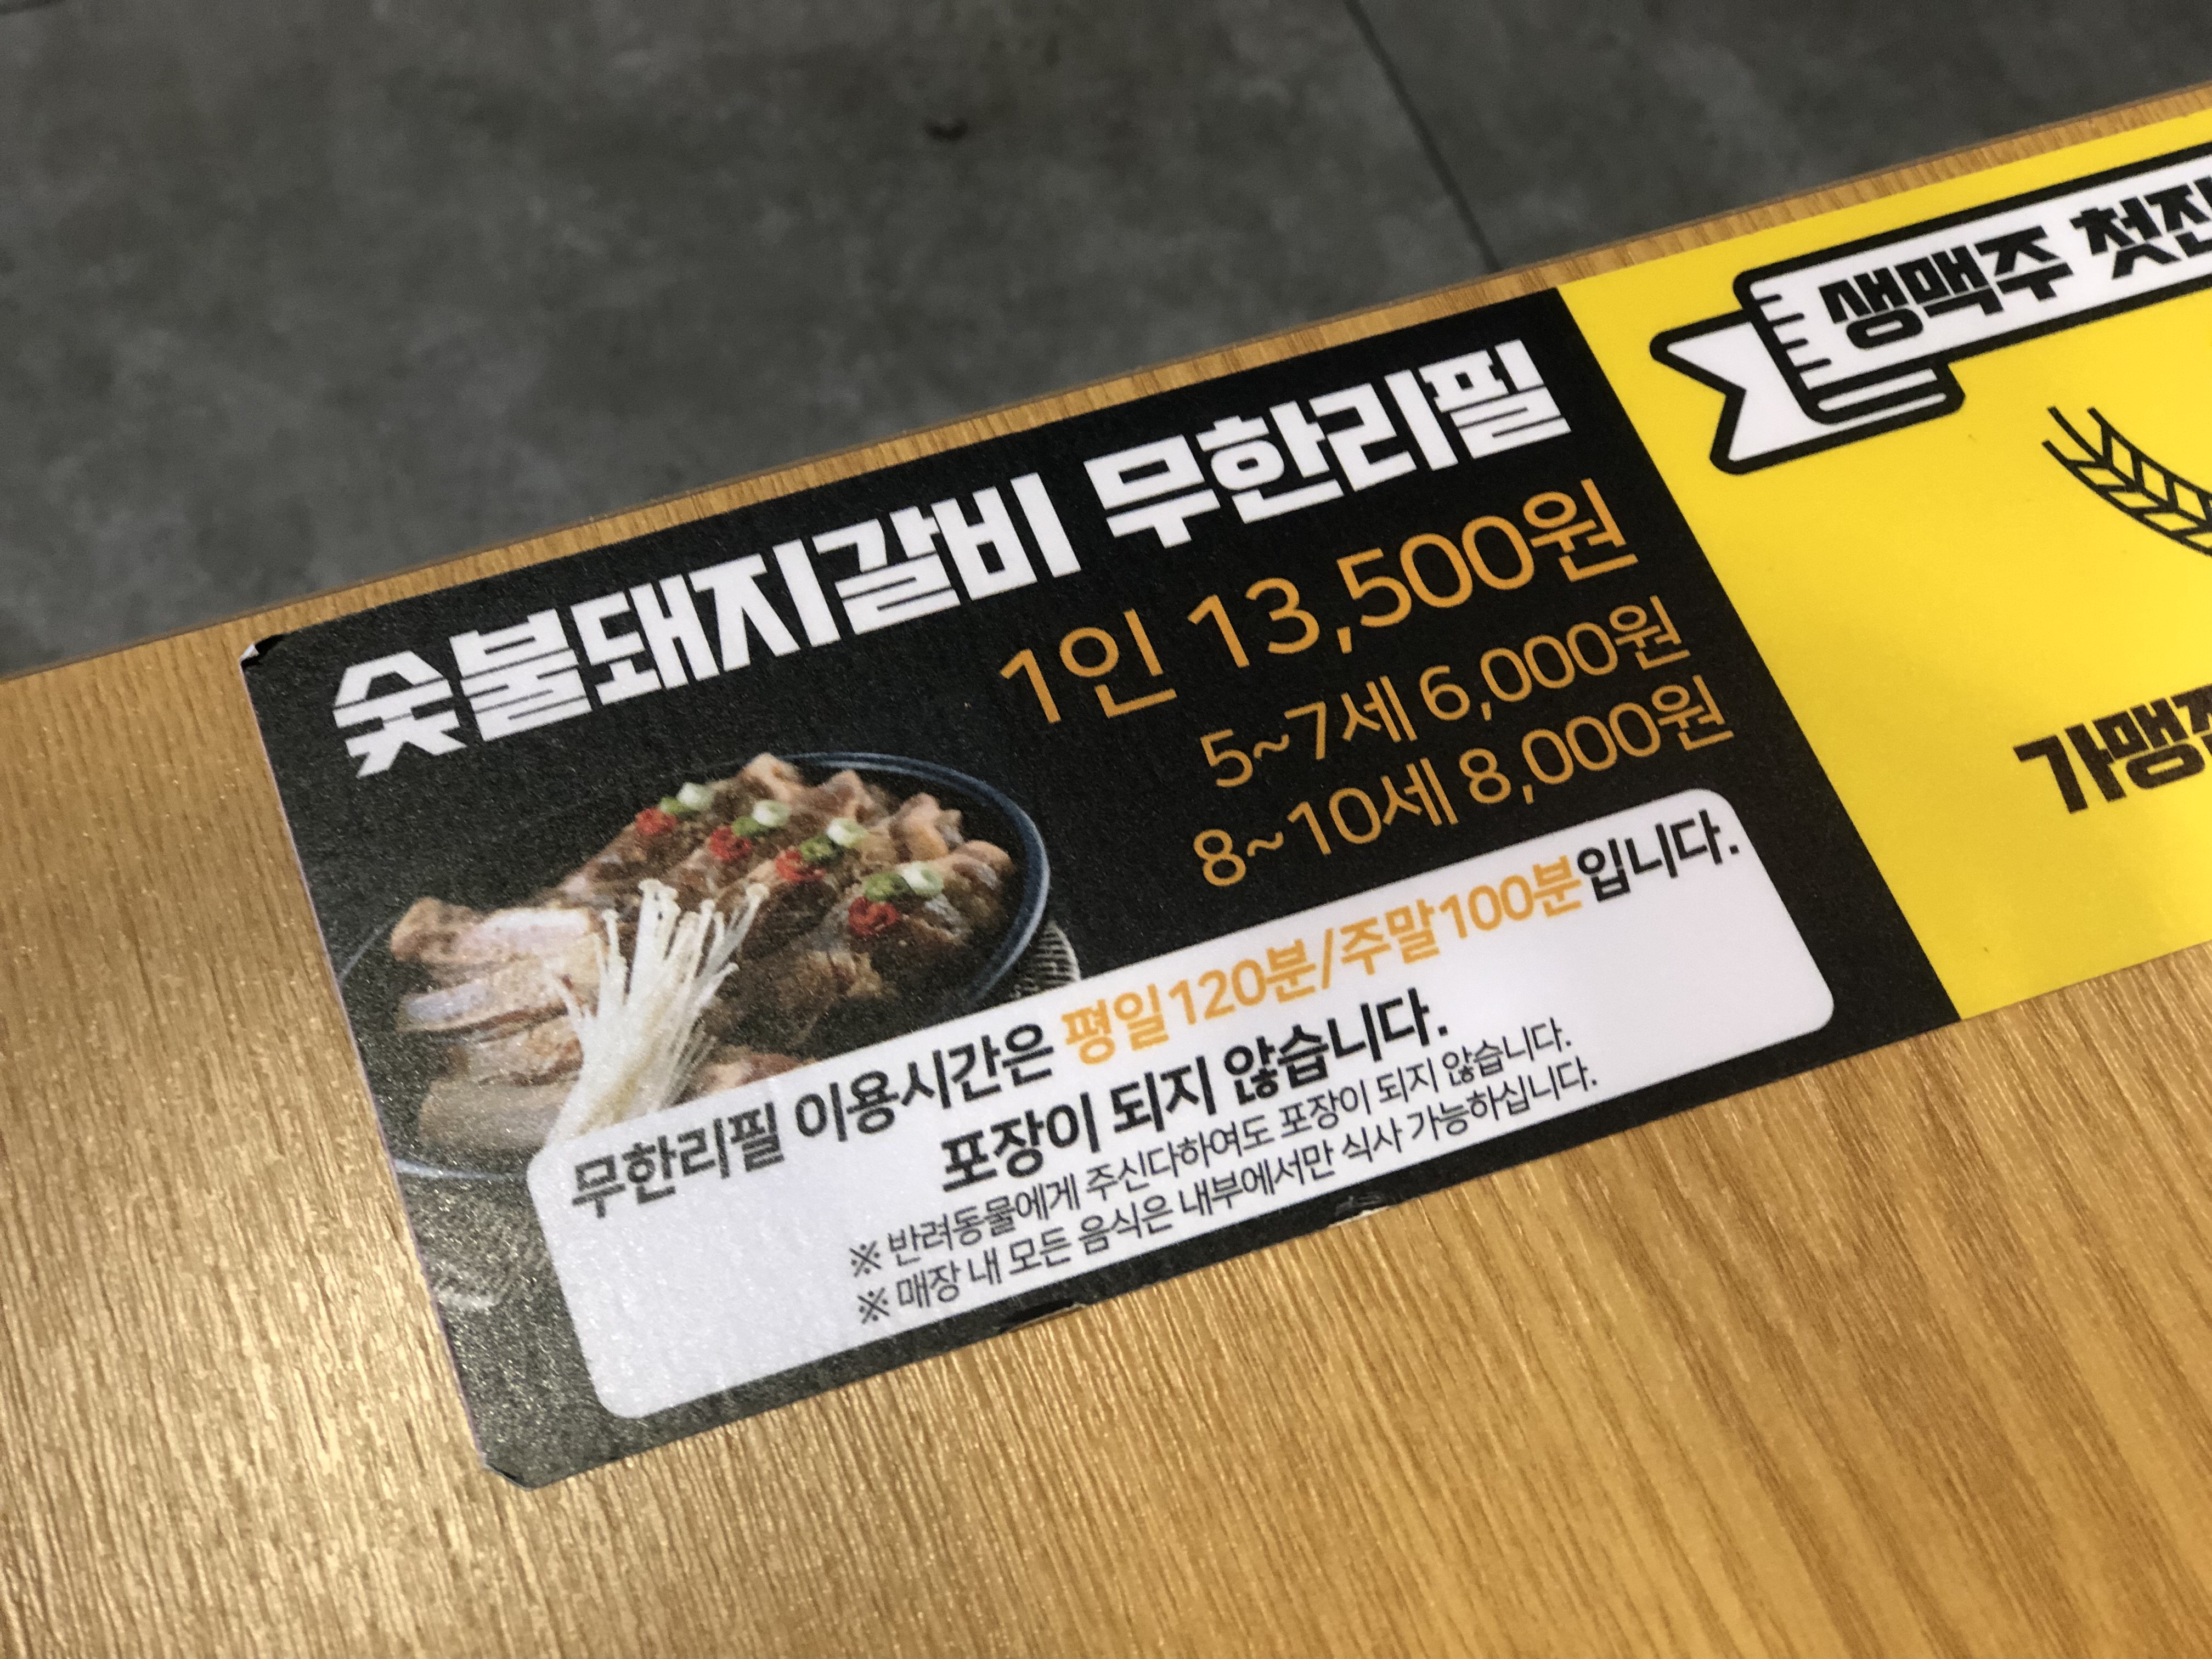 숯불돼지갈비 무한리필
1인 13,500원
5~7세 6,000원
8~10세 8,000원
무한리필 이용시간은 평일120분/주말100분입니다.
포장이 되지 않습니다.
※ 반려동물에게 주신다하여도 포장이 되지 않습니다.
※ 매장 내 모든 음식은 내부에서만 식사 가능하십니다.
생맥주